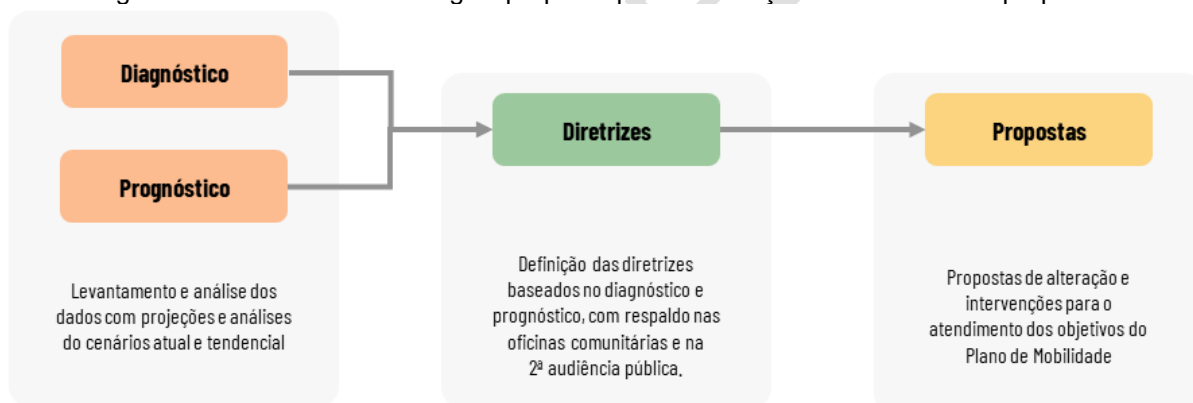 Diagnóstico
Prognóstico
Levantamento e análise dos
dados com projeções e análises
do cenários atual e tendencial
Diretrizes
Definição das diretrizes
baseados no diagnóstico e
prognóstico, com respaldo nas
oficinas comunitárias e na
2ª audiência pública.
Propostas
Propostas de alteração e
intervenções para o
atendimento dos objetivos do
Plano de Mobilidade